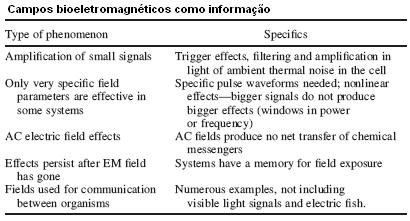 Campos bioeletromagnéticos como informação
Type of phenomenon Specifics
Amplification of small signals Trigger effects, filtering and amplification in
light of ambient thermal noise in the cell
Only very specific field Specific pulse waveforms needed; nonlinear
parameters are effective in effects—bigger signals do not produce
some systems bigger effects (windows in power
or frequency)
AC electric field effects AC fields produce no net transfer of chemical
messengers
Effects persist after EM field Systems have a memory for field exposure
has gone
Fields used for communication Numerous examples, not including
between organisms visible light signals and electric fish.